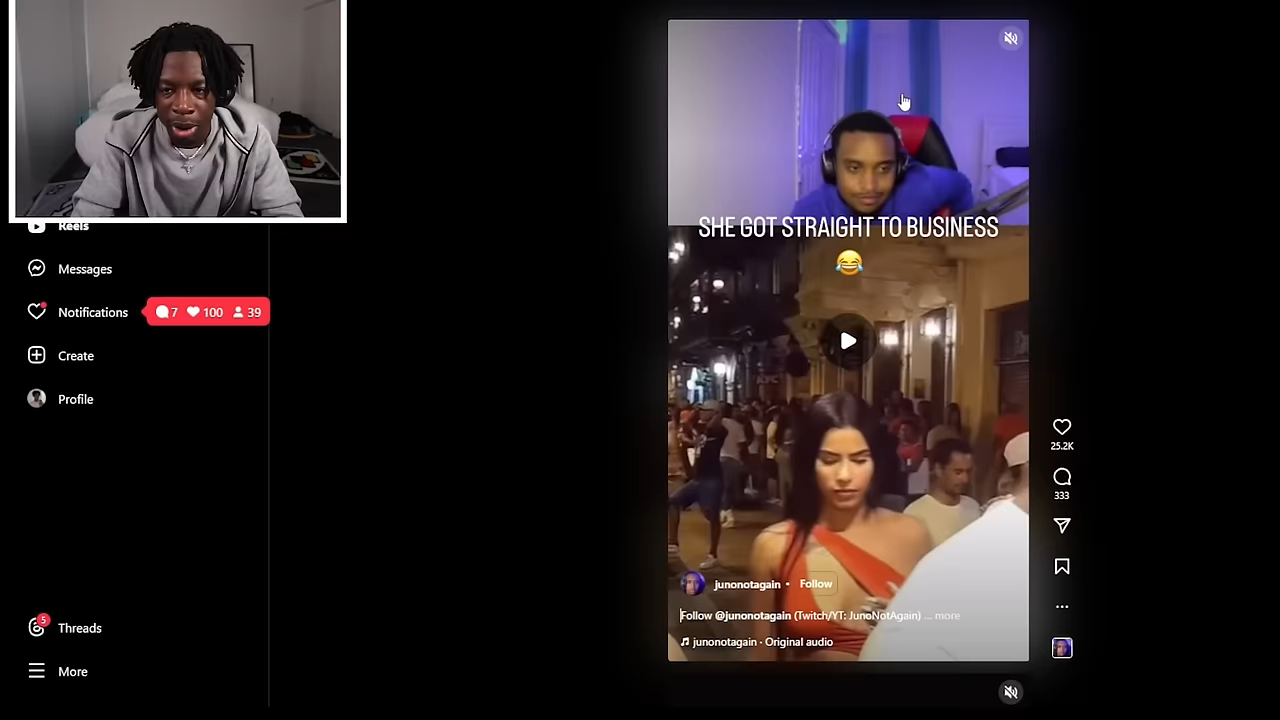 Reels
Messages
Notifications
7 100 39
Create
Profile
5
Threads
More
SHE GOT STRAIGHT TO BUSINESS
😂
junonotagain • Follow
Follow @junonotagain (Twitch/YT: JunoNotAgain) ... more
junonotagain · Original audio
25.2K
333